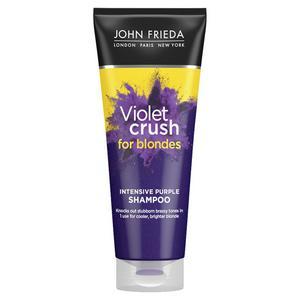 JOHN FRIEDA
LONDON PARIS NEW YORK
Violet
crush
for blondes
INTENSIVE PURPLE
SHAMPOO
Knocks out stubborn brassy tones in
1 use for cooler, brighter blonde